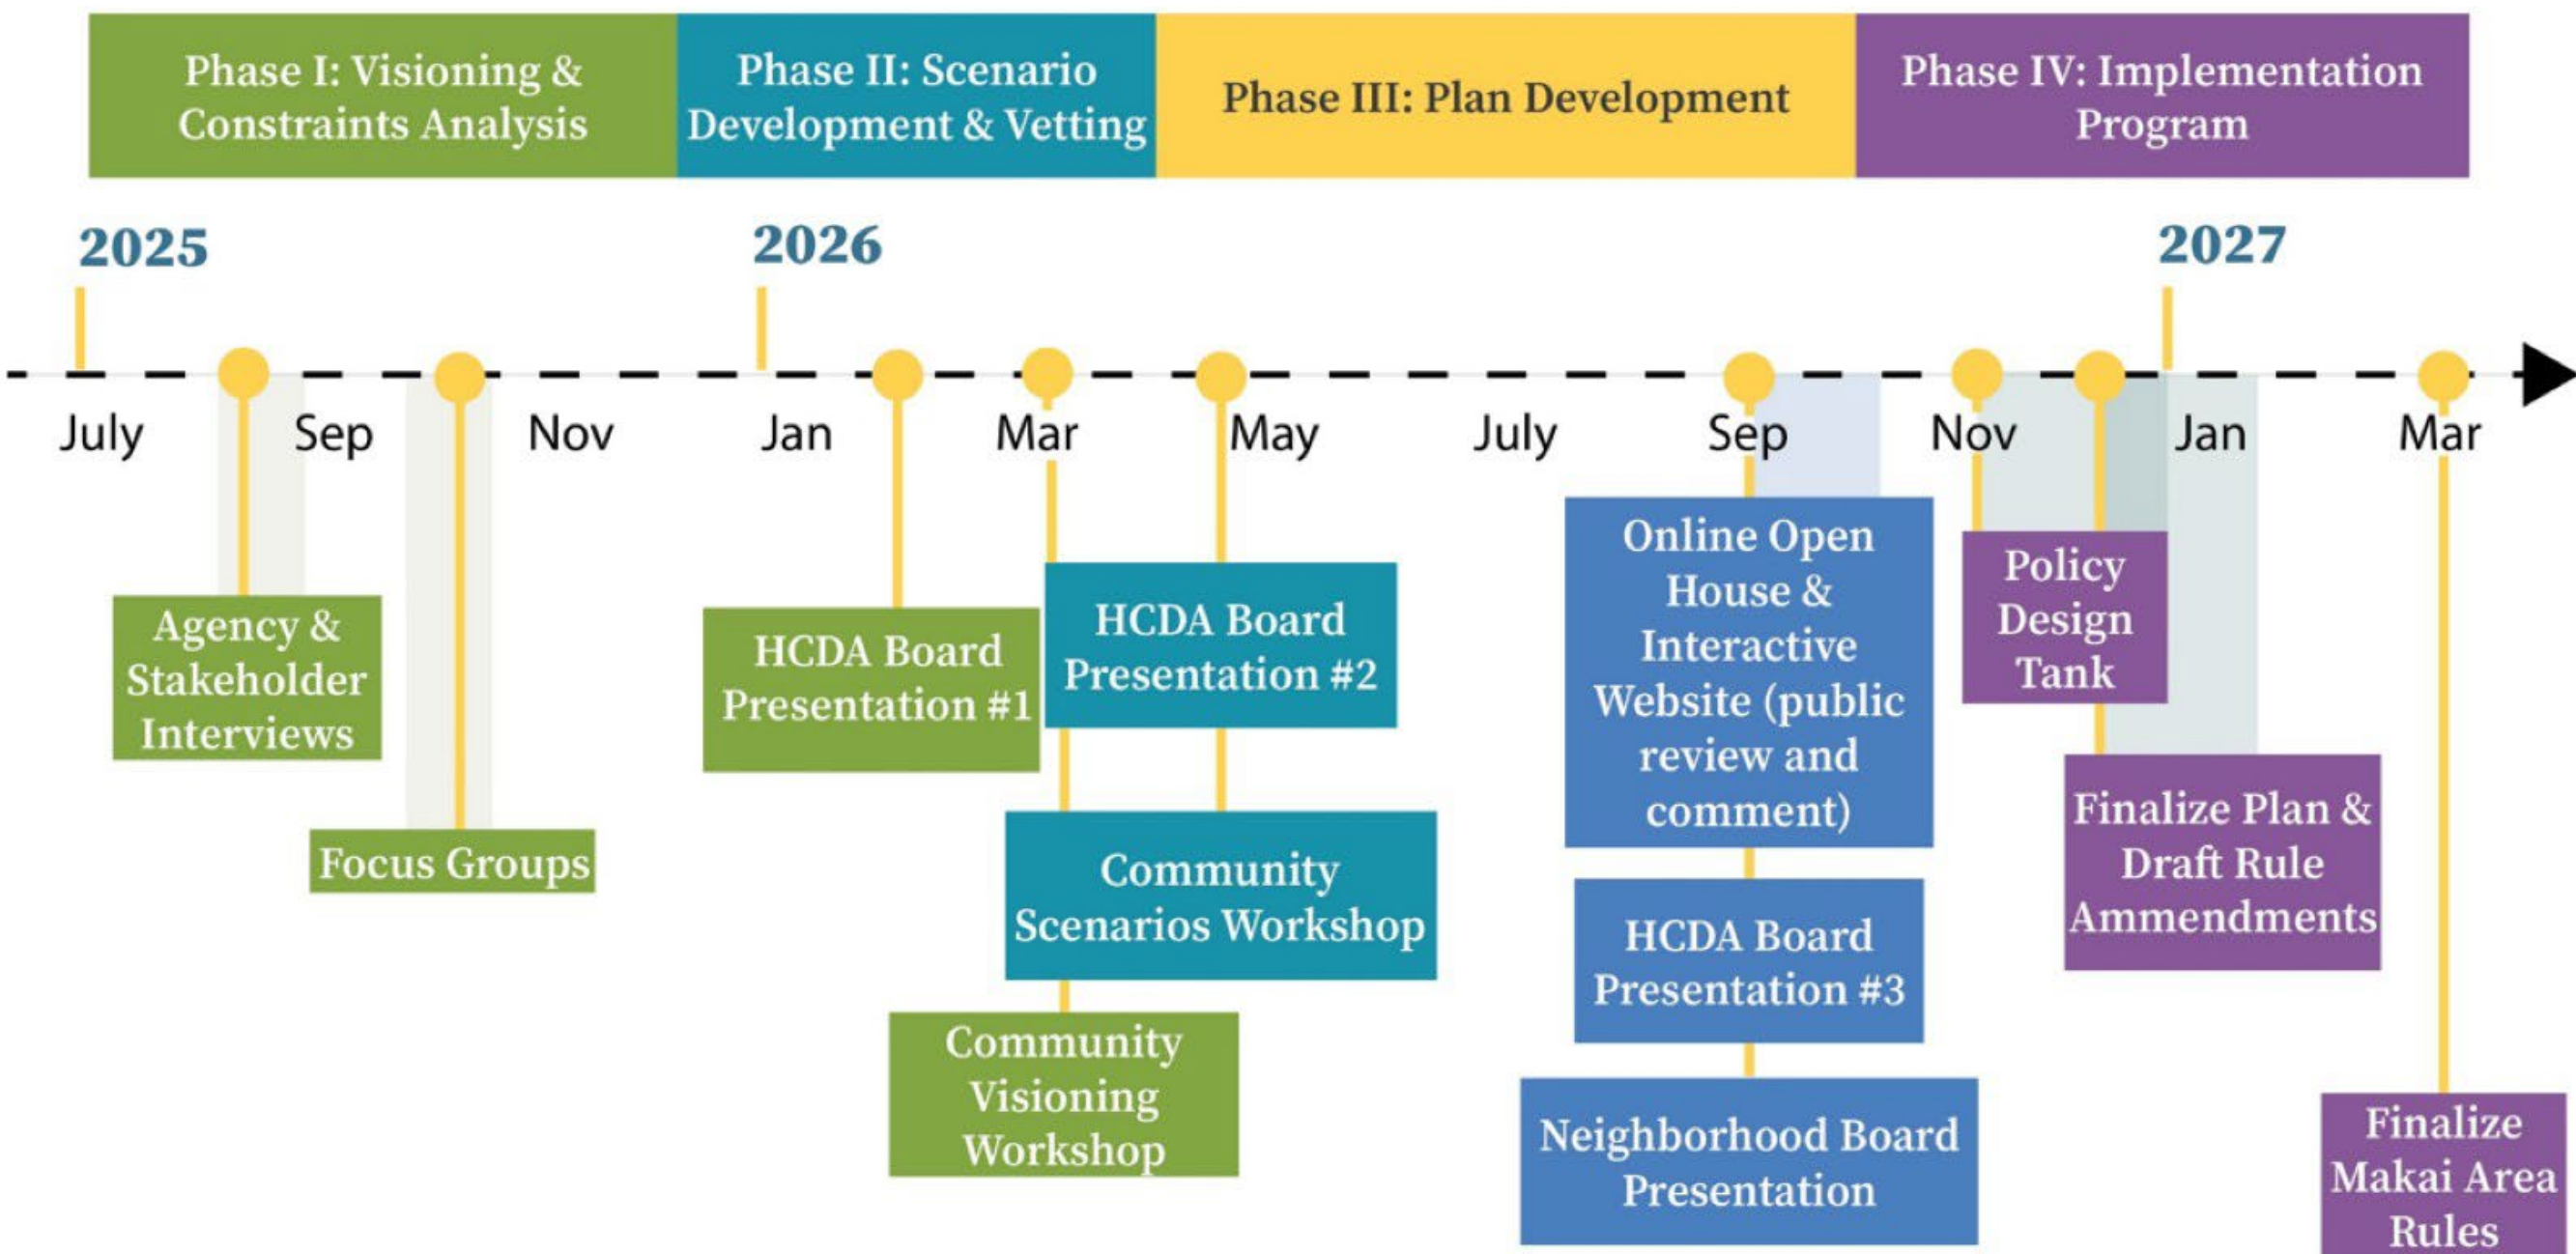 Phase I: Visioning &
Constraints Analysis
Phase II: Scenario
Development & Vetting
Phase III: Plan Development
Phase IV: Implementation
Program
2025
2026
2027
July
Sep
Nov
Jan
Mar
May
July
Sep
Nov
Jan
Mar
Agency &
Stakeholder
Interviews
Focus Groups
HCDA Board
Presentation #1
HCDA Board
Presentation #2
Community
Scenarios Workshop
Community
Visioning
Workshop
Online Open
House &
Interactive
Website (public
review and
comment)
HCDA Board
Presentation #3
Neighborhood Board
Presentation
Policy
Design
Tank
Finalize Plan &
Draft Rule
Ammendments
Finalize
Makai Area
Rules